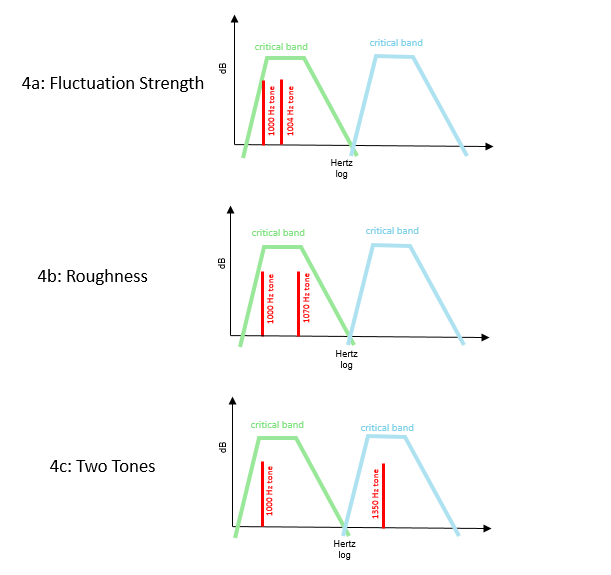 critical band
critical band
dB
4a: Fluctuation Strength
1000 Hz tone
1004 Hz tone
Hertz
log
critical band
critical band
dB
4b: Roughness
1000 Hz tone
1070 Hz tone
Hertz
log
critical band
critical band
dB
4c: Two Tones
1000 Hz tone
1350 Hz tone
Hertz
log